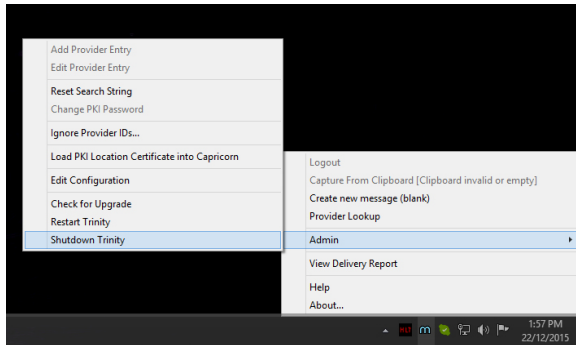 Add Provider Entry
Edit Provider Entry
Reset Search String
Change PKI Password
Ignore Provider IDs...
Load PKI Location Certificate into Capricorn
Edit Configuration
Check for Upgrade
Restart Trinity
Shutdown Trinity
Logout
Capture From Clipboard [Clipboard invalid or empty]
Create new message (blank)
Provider Lookup
Admin
View Delivery Report
Help
About...
m
1:57 PM
22/12/2015